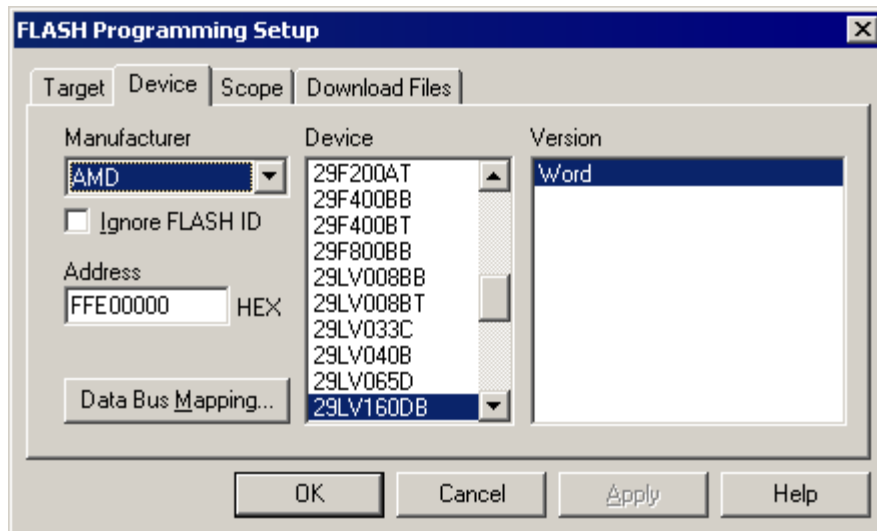 FLASH Programming Setup
Target Device Scope Download Files
Manufacturer
AMD
Ignore FLASH ID
Address
FFE00000 HEX
Data Bus Mapping...
Device
29F200AT
29F400BB
29F400BT
29F800BB
29LV008BB
29LV008BT
29LV033C
29LV040B
29LV065D
29LV160DB
Version
Word
OK Cancel Apply Help